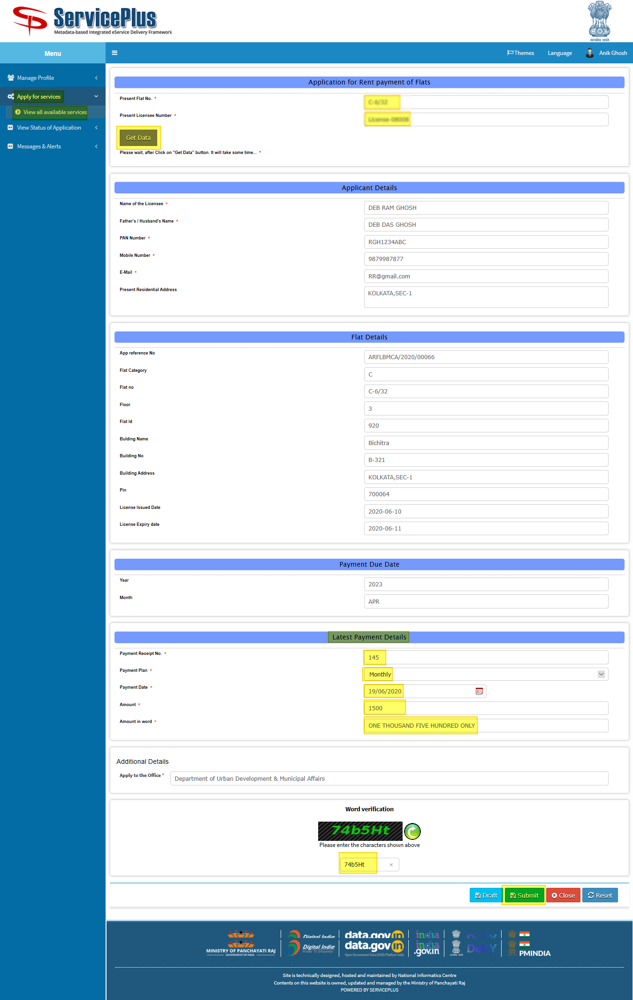 ServicePlus
Metadata-based Integrated eService Delivery Framework
सत्यमेव जयते
Menu
Themes
Language
Anik Ghosh
Manage Profile
Apply for services
View all available services
View Status of Application
Messages & Alerts
Application for Rent payment of Flats
Present Flat No. *
C-6/32
Present Licensee Number *
License-08008
Get Data
Please wait, after Click on "Get Data" button. It will take some time... *
Applicant Details
Name of the Licensee *
DEB RAM GHOSH
Father's / Husband's Name *
DEB DAS GHOSH
PAN Number *
RGH1234ABC
Mobile Number *
9879987877
E-Mail *
RR@gmail.com
Present Residential Address
KOLKATA,SEC-1
Flat Details
App reference No
ARFLBMCA/2020/00066
Flat Category
C
Flat no
C-6/32
Floor
3
Flat Id
920
Bulding Name
Bichitra
Building No
B-321
Building Address
KOLKATA,SEC-1
Pin
700064
License Issued Date
2020-06-10
License Expiry date
2020-06-11
Payment Due Date
Year
2023
Month
APR
Latest Payment Details
Payment Receipt No. *
145
Payment Plan *
Monthly
Payment Date *
19/06/2020
Amount *
1500
Amount in word *
ONE THOUSAND FIVE HUNDRED ONLY
Additional Details
Apply to the Office *
Department of Urban Development & Municipal Affairs
Word verification
74b5Ht
Please enter the characters shown above
74b5Ht ×
Draft
Submit
Close
Reset
Digital India
data.gov in
india
DeitY
MINISTRY OF PANCHAYATI RAJ
GOVERNMENT OF INDIA
Digital India
Power To Empower
data.gov in
Open Government Data (OGD) Platform India
india
.gov.in
DeitY
PMINDIA
Site is technically designed, hosted and maintained by National Informatics Centre
Contents on this website is owned, updated and managed by the Ministry of Panchayati Raj
POWERED BY SERVICEPLUS